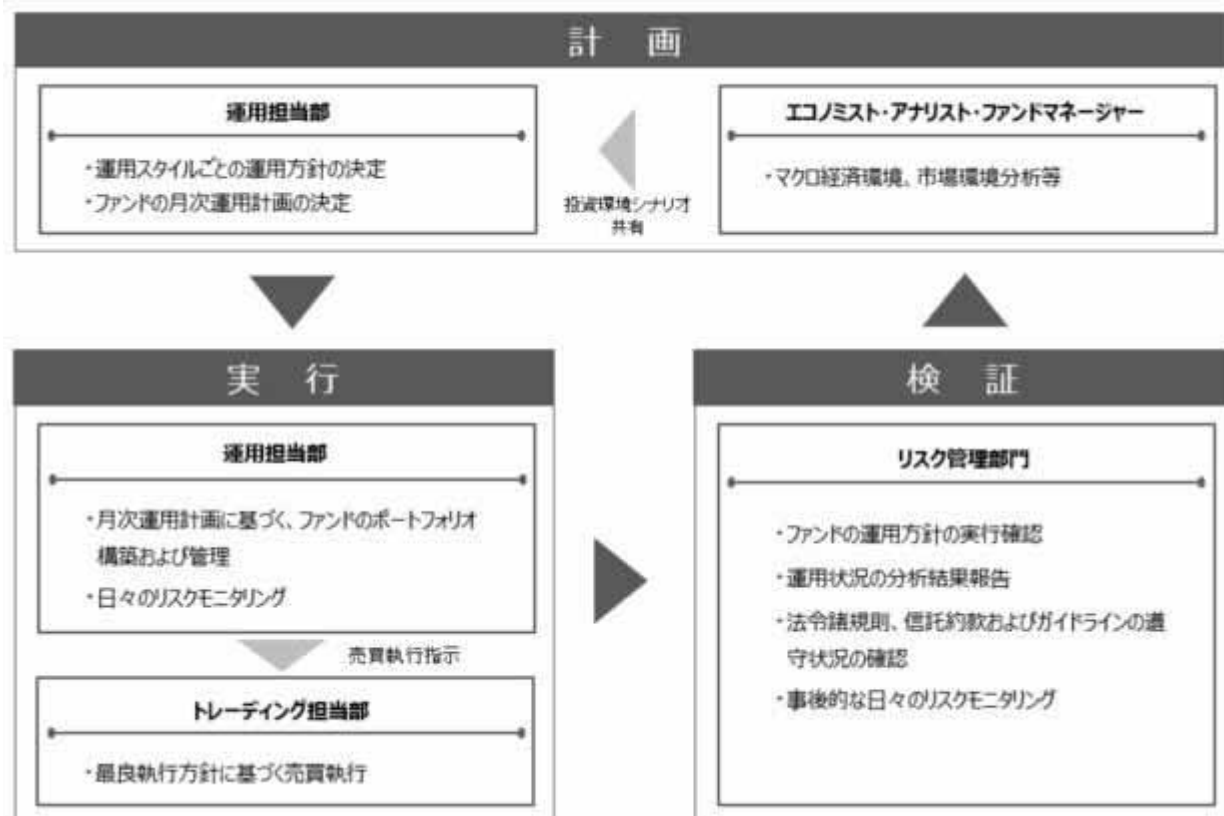 計 画
運用担当部
・運用スタイルごとの運用方針の決定
・ファンドの月次運用計画の決定
投資環境シナリオ
共有
エコノミスト・アナリスト・ファンドマネージャー
・マクロ経済環境、市場環境分析等
実 行
運用担当部
・月次運用計画に基づく、ファンドのポートフォリオ
構築および管理
・日々のリスクモニタリング
売買執行指示
トレーディング担当部
・最良執行方針に基づく売買執行
検 証
リスク管理部門
・ファンドの運用方針の実行確認
・運用状況の分析結果報告
・法令諸規則、信託約款およびガイドラインの遵
守状況の確認
・事後的な日々のリスクモニタリング